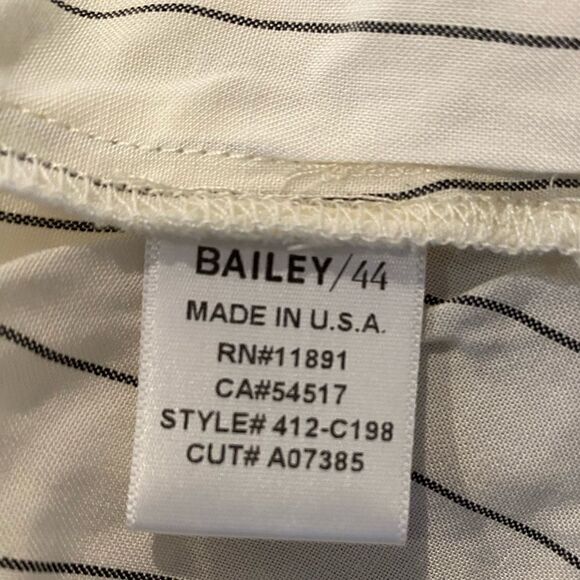 BAILEY/44
MADE IN U.S.A.
RN#11891
CA#54517
STYLE# 412-C198
CUT# A07385